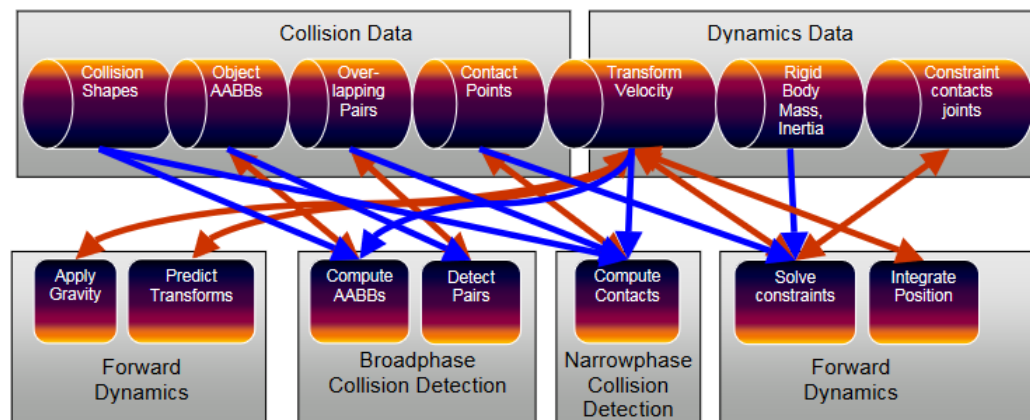 Collision Data
Dynamics Data
Collision
Shapes
Object
AABBs
Over-
lapping
Pairs
Contact
Points
Transform
Velocity
Rigid
Body
Mass,
Inertia
Constraint
contacts
joints
Apply
Gravity
Predict
Transforms
Compute
AABBs
Detect
Pairs
Compute
Contacts
Solve
constraints
Integrate
Position
Forward
Dynamics
Broadphase
Collision Detection
Narrowphase
Collision
Detection
Forward
Dynamics